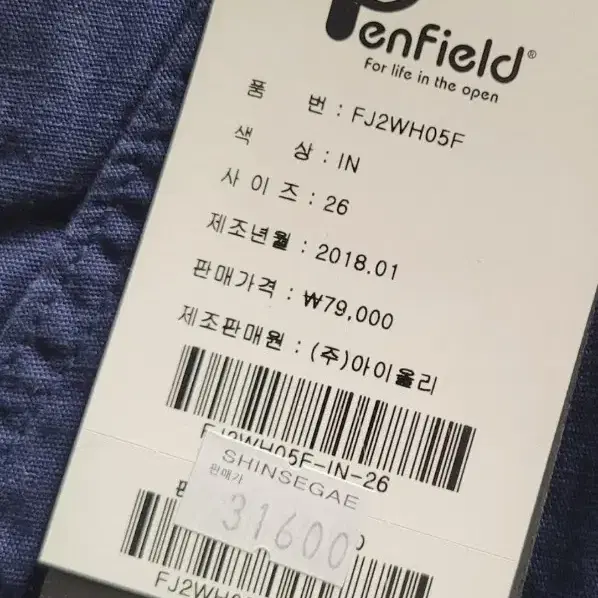 Penfield®
For life in the open
품 번 : FJ2WH05F
색 상 : IN
사 이 즈 : 26
제조년월 : 2018.01
판매가격 : ₩79,000
제조판매원 : (주)아이올리
FJ2WH05F-IN-26
SHINSEGAE
판매가
31600
FJ2WH